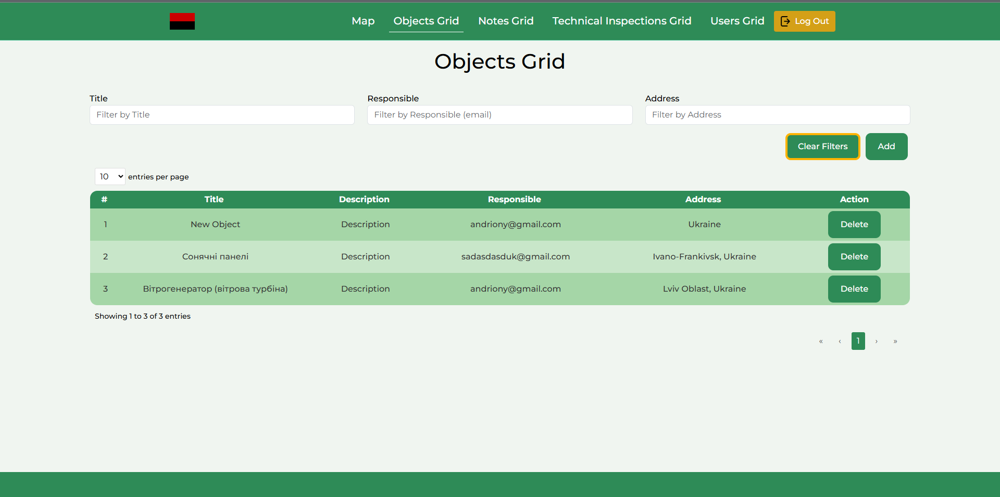 Map Objects Grid Notes Grid Technical Inspections Grid Users Grid Log Out
Objects Grid
Title Responsible Address
Filter by Title Filter by Responsible (email) Filter by Address
Clear Filters Add
10 entries per page
# Title Description Responsible Address Action
1 New Object Description andriony@gmail.com Ukraine Delete
2 Сонячні панелі Description sadasdasduk@gmail.com Ivano-Frankivsk, Ukraine Delete
3 Вітрогенератор (вітрова турбіна) Description andriony@gmail.com Lviv Oblast, Ukraine Delete
Showing 1 to 3 of 3 entries
« ‹ 1 › »